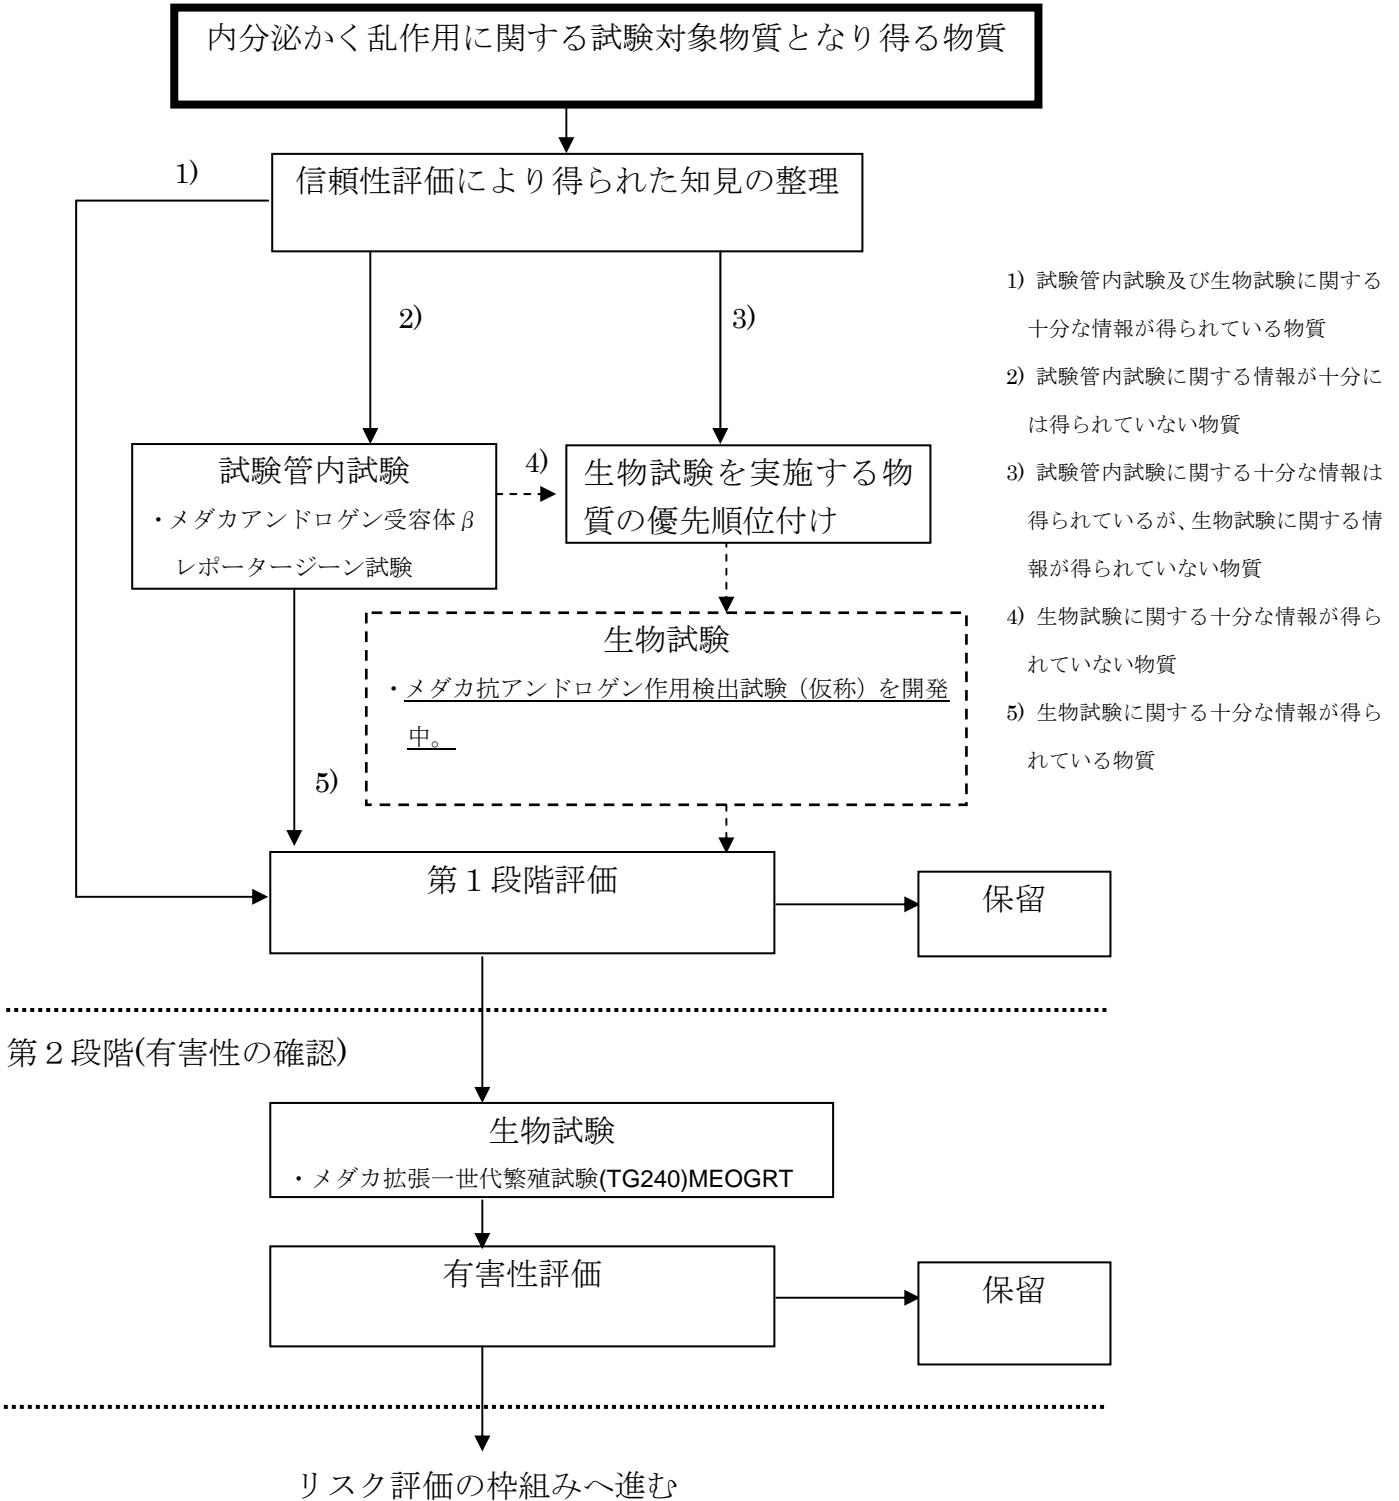 内分泌かく乱作用に関する試験対象物質となり得る物質
1)
信頼性評価により得られた知見の整理
2)
3)
1) 試験管内試験及び生物試験に関する
十分な情報が得られている物質
2) 試験管内試験に関する情報が十分に
は得られていない物質
3) 試験管内試験に関する十分な情報は
得られているが、生物試験に関する情
報が得られていない物質
4) 生物試験に関する十分な情報が得ら
れていない物質
5) 生物試験に関する十分な情報が得ら
れている物質
試験管内試験
・メダカアンドロゲン受容体β
レポータージーン試験
4)
生物試験を実施する物
質の優先順位付け
生物試験
・メダカ抗アンドロゲン作用検出試験（仮称）を開発
中。
5)
第１段階評価
保留
第２段階(有害性の確認)
生物試験
・メダカ拡張一世代繁殖試験(TG240)MEOGRT
有害性評価
保留
リスク評価の枠組みへ進む